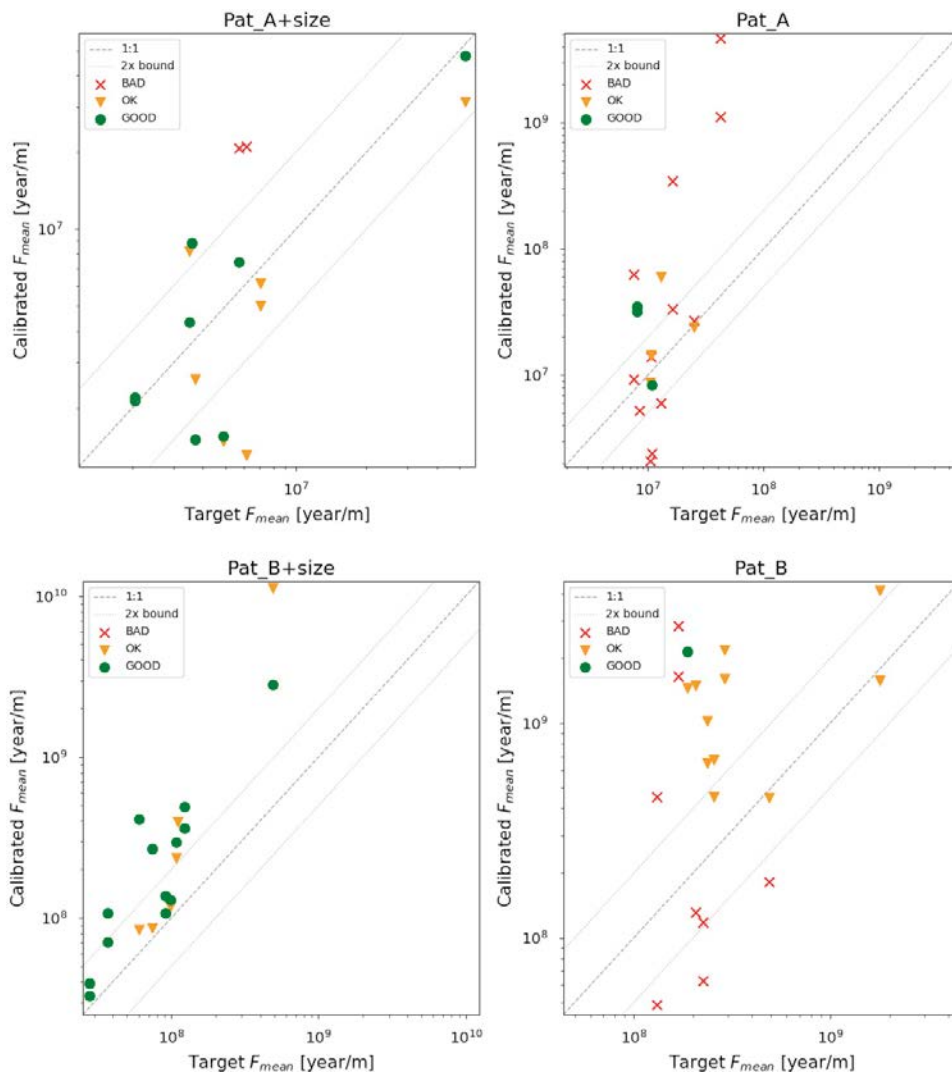 Pat_A+size
1:1
2x bound
BAD
OK
GOOD
10^7
Calibrated F_mean [year/m]
10^7
Target F_mean [year/m]
Pat_A
1:1
2x bound
BAD
OK
GOOD
10^9
10^8
10^7
Calibrated F_mean [year/m]
10^7
10^8
10^9
Target F_mean [year/m]
Pat_B+size
1:1
2x bound
BAD
OK
GOOD
10^10
10^9
10^8
Calibrated F_mean [year/m]
10^8
10^9
10^10
Target F_mean [year/m]
Pat_B
1:1
2x bound
BAD
OK
GOOD
10^9
10^8
Calibrated F_mean [year/m]
10^8
10^9
Target F_mean [year/m]